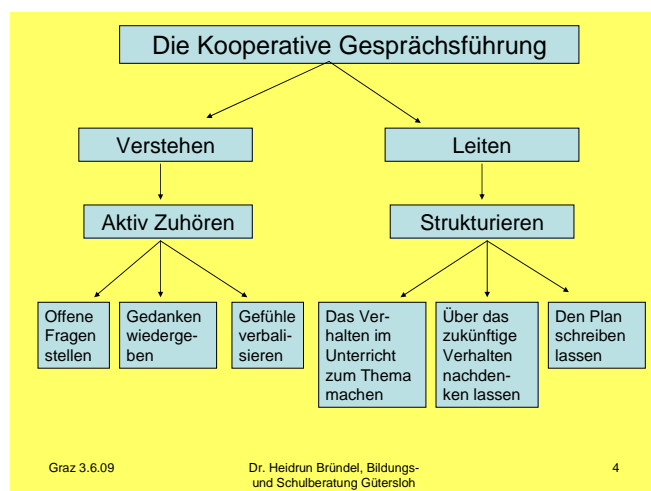 Die Kooperative Gesprächsführung
Verstehen
Leiten
Aktiv Zuhören
Strukturieren
Offene
Fragen
stellen
Gedanken
wiederge-
ben
Gefühle
verbali-
sieren
Das Ver-
halten im
Unterricht
zum Thema
machen
Über das
zukünftige
Verhalten
nachden-
ken lassen
Den Plan
schreiben
lassen
Graz 3.6.09
Dr. Heidrun Bründel, Bildungs-
und Schulberatung Gütersloh
4